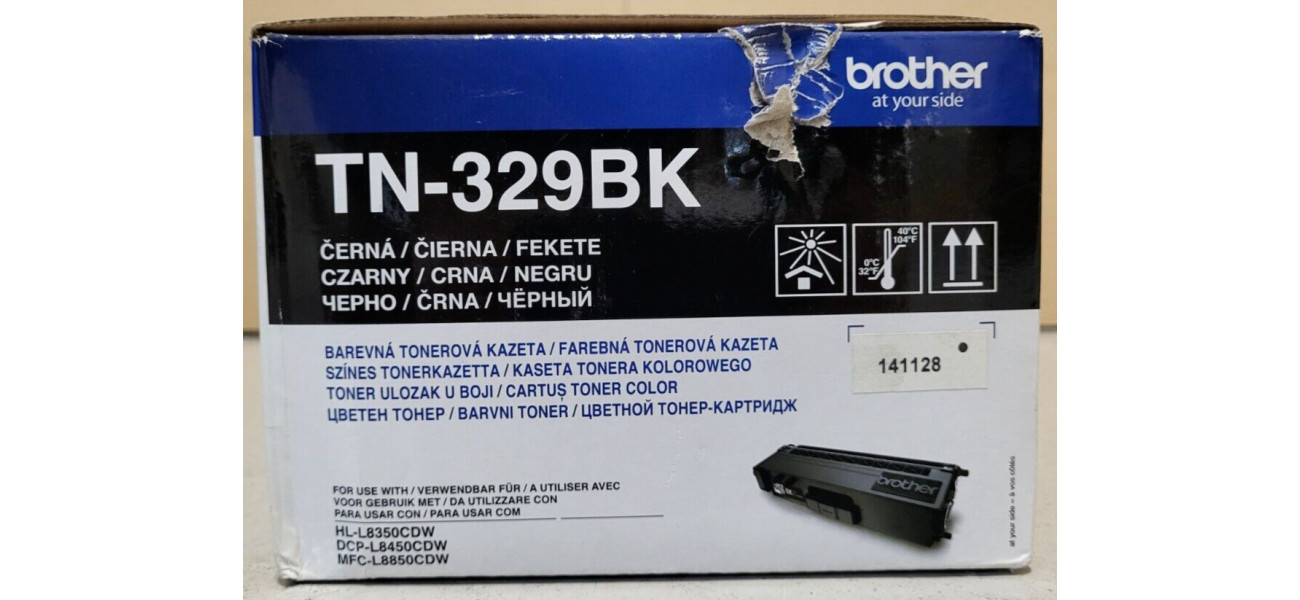 brother
at your side
TN-329BK
ČERNÁ / ČIERNA / FEKETE
CZARNY / CRNA / NEGRU
ЧЕРНО / ČRNA / ЧЁРНЫЙ
40°C
104°F
0°C
32°F
BAREVNÁ TONEROVÁ KAZETA / FAREBNÁ TONEROVÁ KAZETA
SZÍNES TONERKAZETTA / KASETA TONERA KOLOROWEGO
TONER ULOZAK U BOJI / CARTUȘ TONER COLOR
ЦВЕТЕН ТОНЕР / BARVNI TONER / ЦВЕТНОЙ ТОНЕР-КАРТРИДЖ
141128
brother
FOR USE WITH / VERWENDBAR FÜR / A UTILISER AVEC
VOOR GEBRUIK MET / DA UTILIZZARE CON
PARA USAR CON / PARA USAR COM
HL-L8350CDW
DCP-L8450CDW
MFC-L8850CDW
at your side = à vos côtés